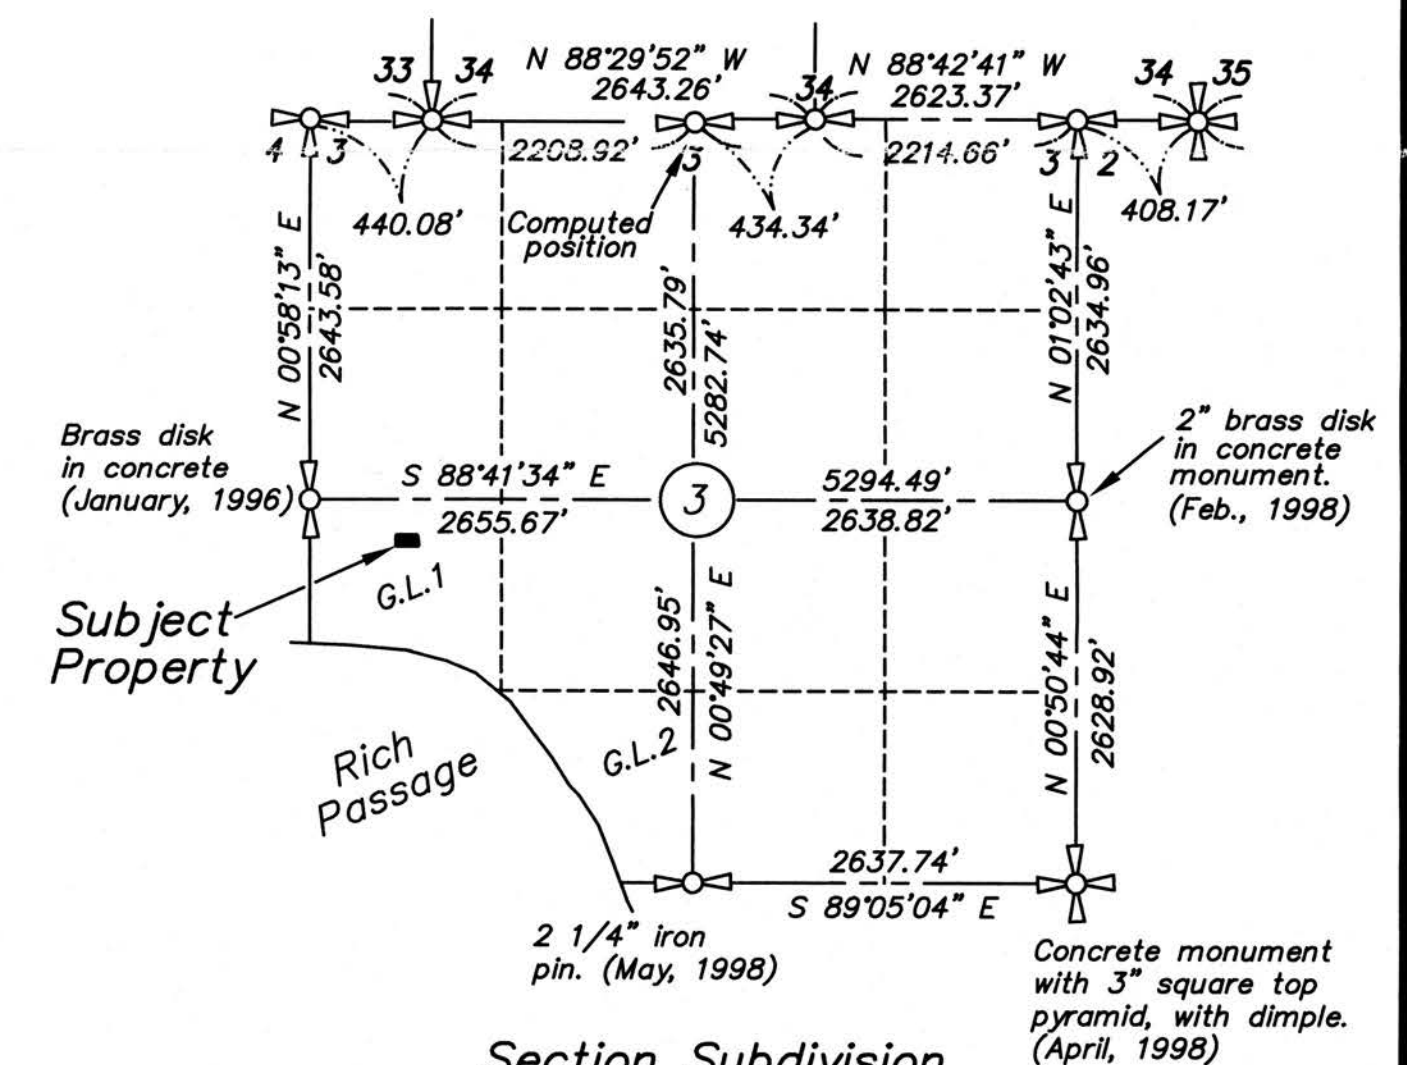 33 34
N 88°29'52" W
2643.26'
34
N 88°42'41" W
2623.37'
34 35
4 3
2208.92'
3
2214.66'
3 2
440.08'
Computed
position
434.34'
408.17'
N 00°58'13" E
2643.58'
2635.79'
5282.74'
N 01°02'43" E
2634.96'
Brass disk
in concrete
(January, 1996)
S 88°41'34" E
2655.67'
3
5294.49'
2638.82'
2" brass disk
in concrete
monument.
(Feb., 1998)
Subject
Property
G.L.1
2646.95'
N 00°49'27" E
N 00°50'44" E
2628.92'
Rich
Passage
G.L.2
2637.74'
S 89°05'04" E
2 1/4" iron
pin. (May, 1998)
Concrete monument
with 3" square top
pyramid, with dimple.
(April, 1998)
Section Subdivision